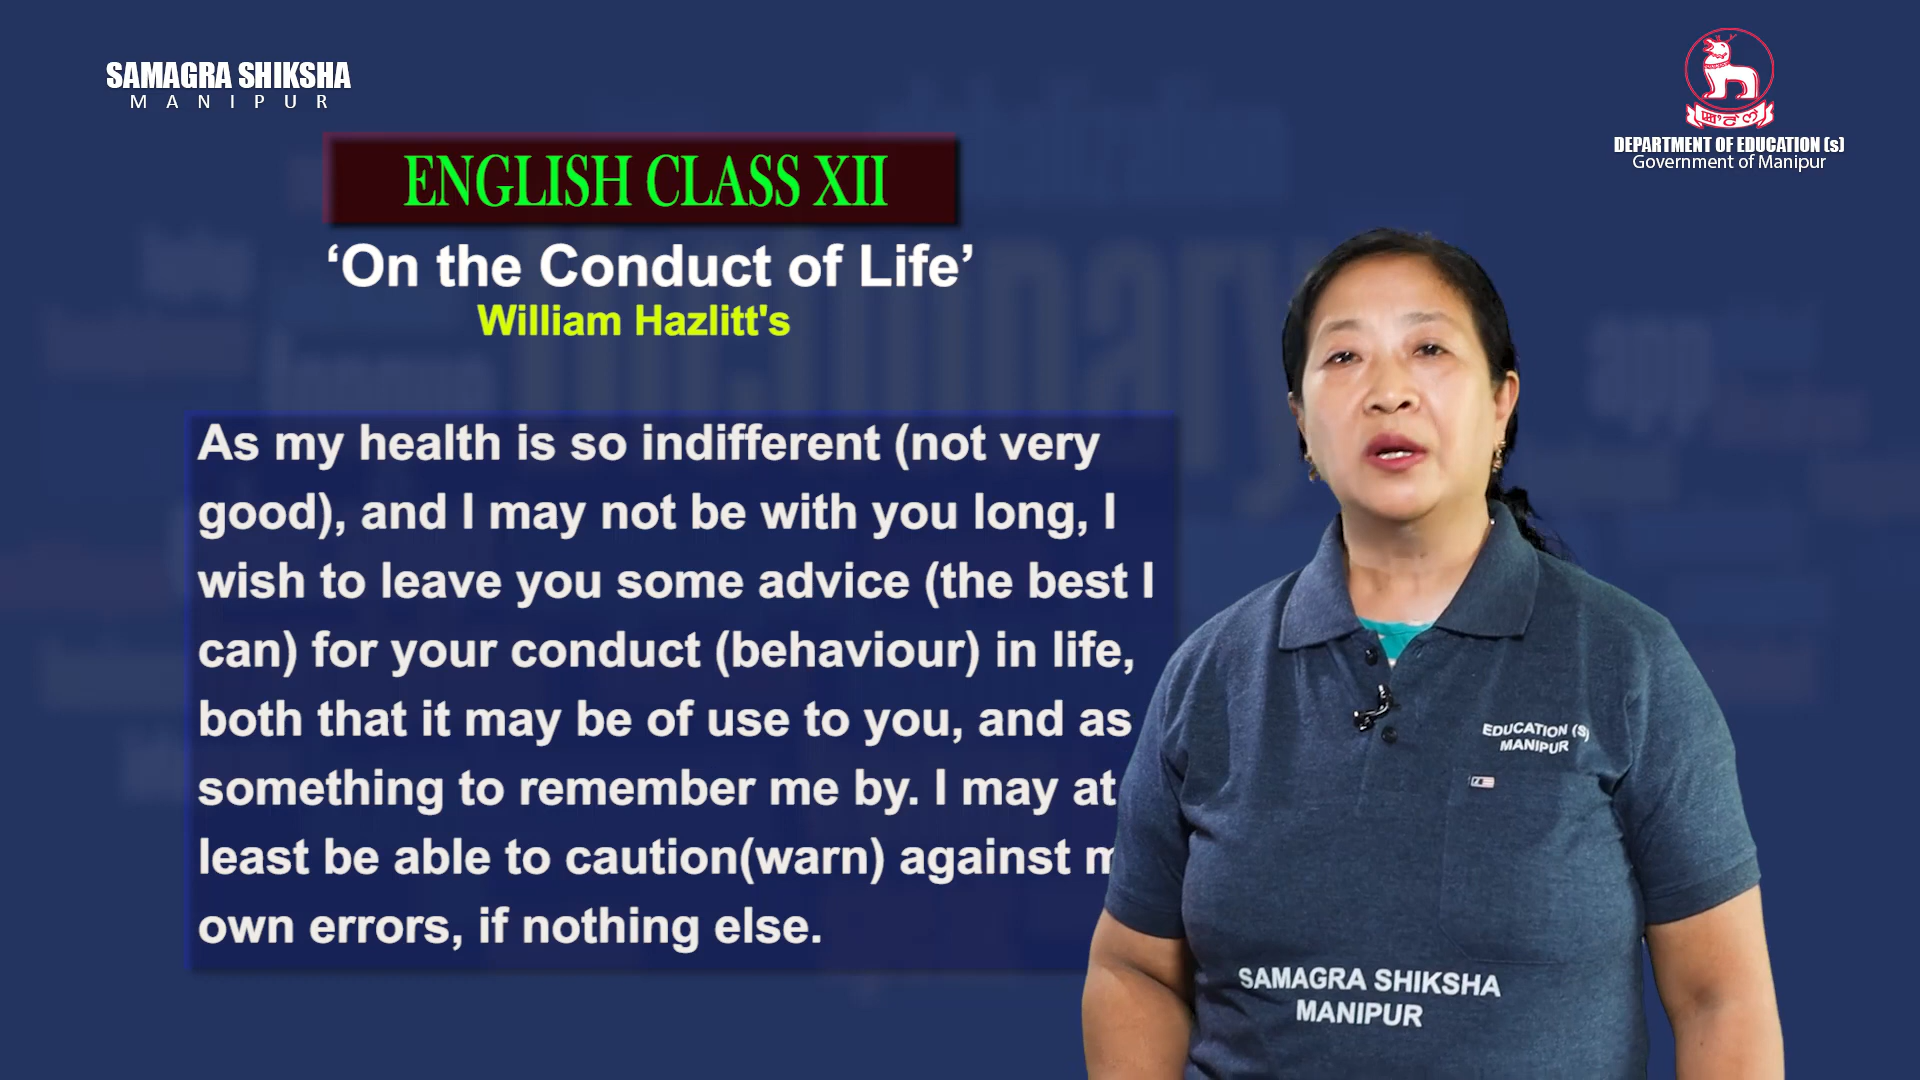 SAMAGRA SHIKSHA
MANIPUR
DEPARTMENT OF EDUCATION (s)
Government of Manipur
ENGLISH CLASS XII
‘On the Conduct of Life’
William Hazlitt's
As my health is so indifferent (not very
good), and I may not be with you long, I
wish to leave you some advice (the best I
can) for your conduct (behaviour) in life,
both that it may be of use to you, and as
something to remember me by. I may at
least be able to caution(warn) against
own errors, if nothing else.
EDUCATION (S)
MANIPUR
SAMAGRA SHIKSHA
MANIPUR